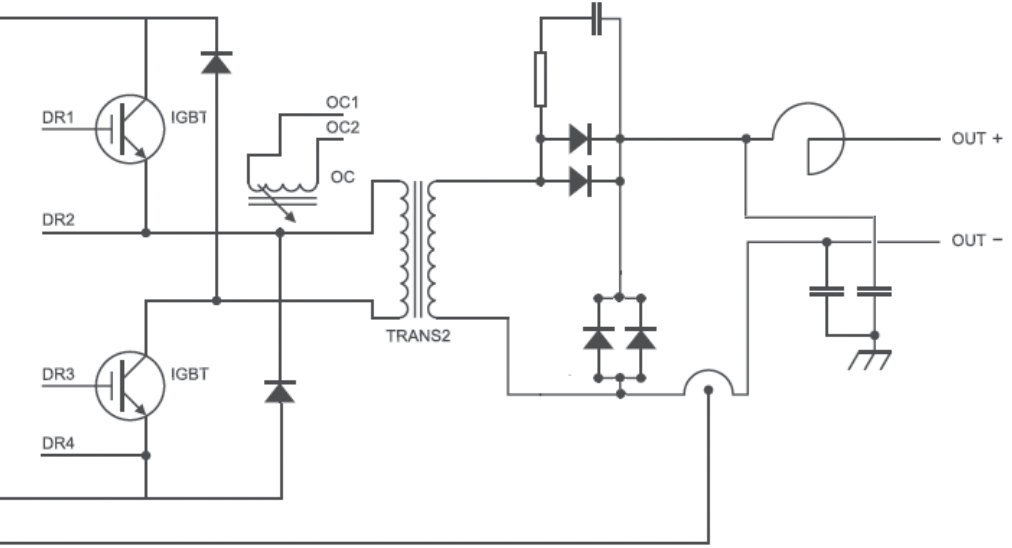 OC1
DR1
IGBT
OC2
OUT +
OC
DR2
OUT −
TRANS2
DR3
IGBT
DR4